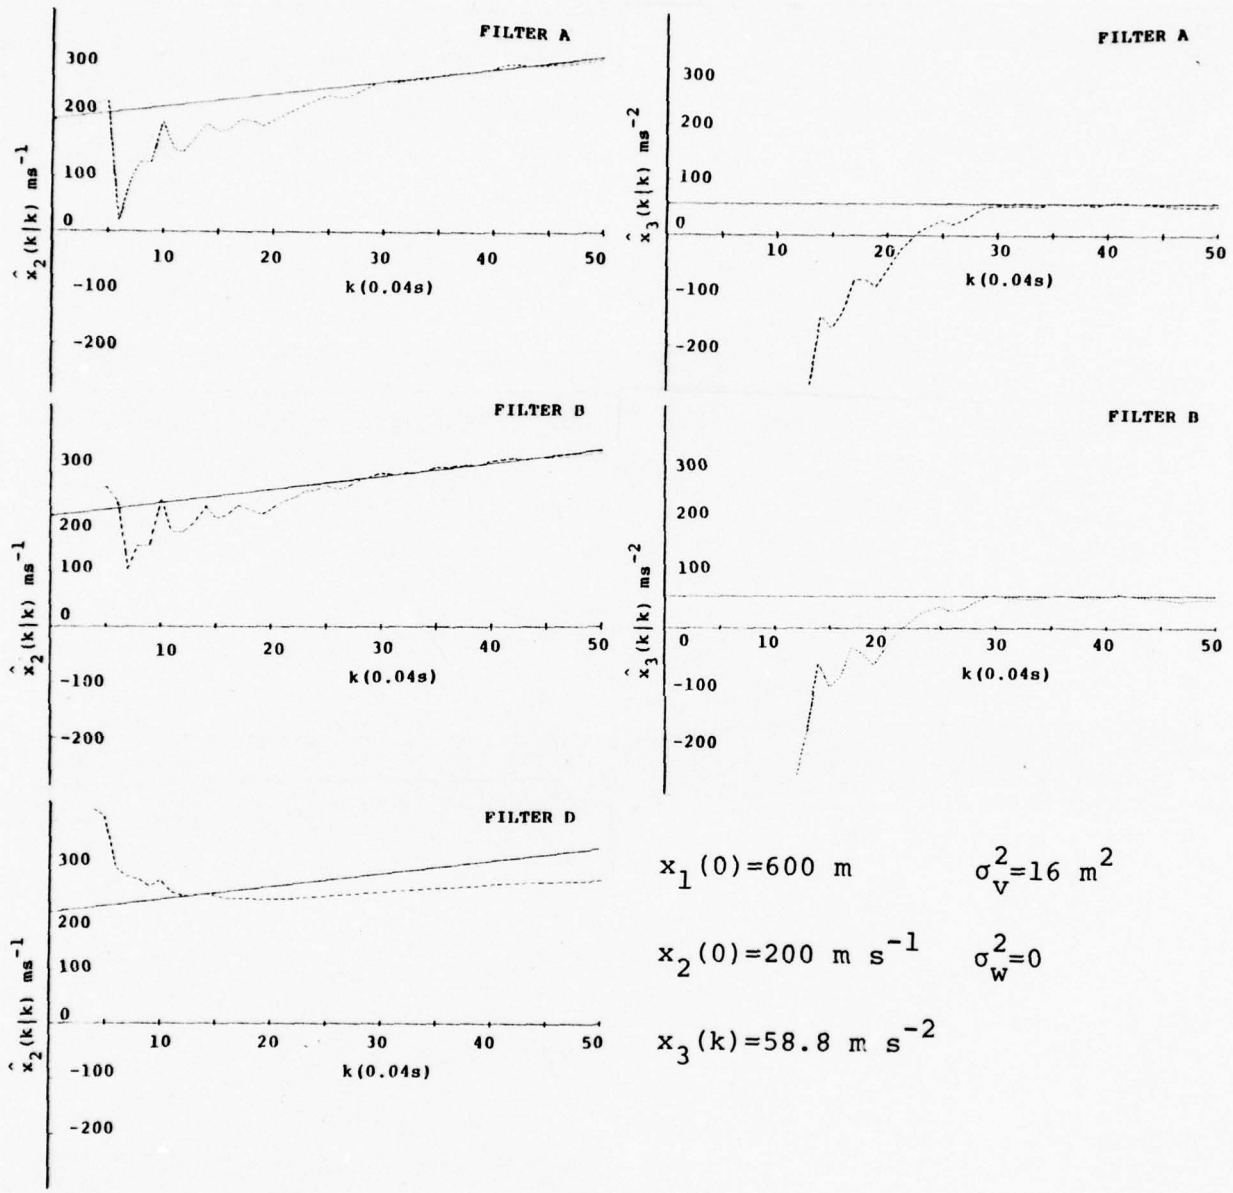 FILTER A
300
200
100
0
10 20 30 40 50
k(0.04s)
-100
-200
x̂₂(k|k) ms⁻¹
FILTER A
300
200
100
0
10 20 30 40 50
k(0.04s)
-100
-200
x̂₃(k|k) ms⁻²
FILTER B
300
200
100
0
10 20 30 40 50
k(0.04s)
-100
-200
x̂₂(k|k) ms⁻¹
FILTER B
300
200
100
0 10 20 30 40 50
k(0.04s)
-100
-200
x̂₃(k|k) ms⁻²
FILTER D
300
200
100
0
10 20 30 40 50
k(0.04s)
-100
-200
x̂₂(k|k) ms⁻¹
x₁(0)=600 m σᵥ²=16 m²
x₂(0)=200 m s⁻¹ σ_w²=0
x₃(k)=58.8 m s⁻²